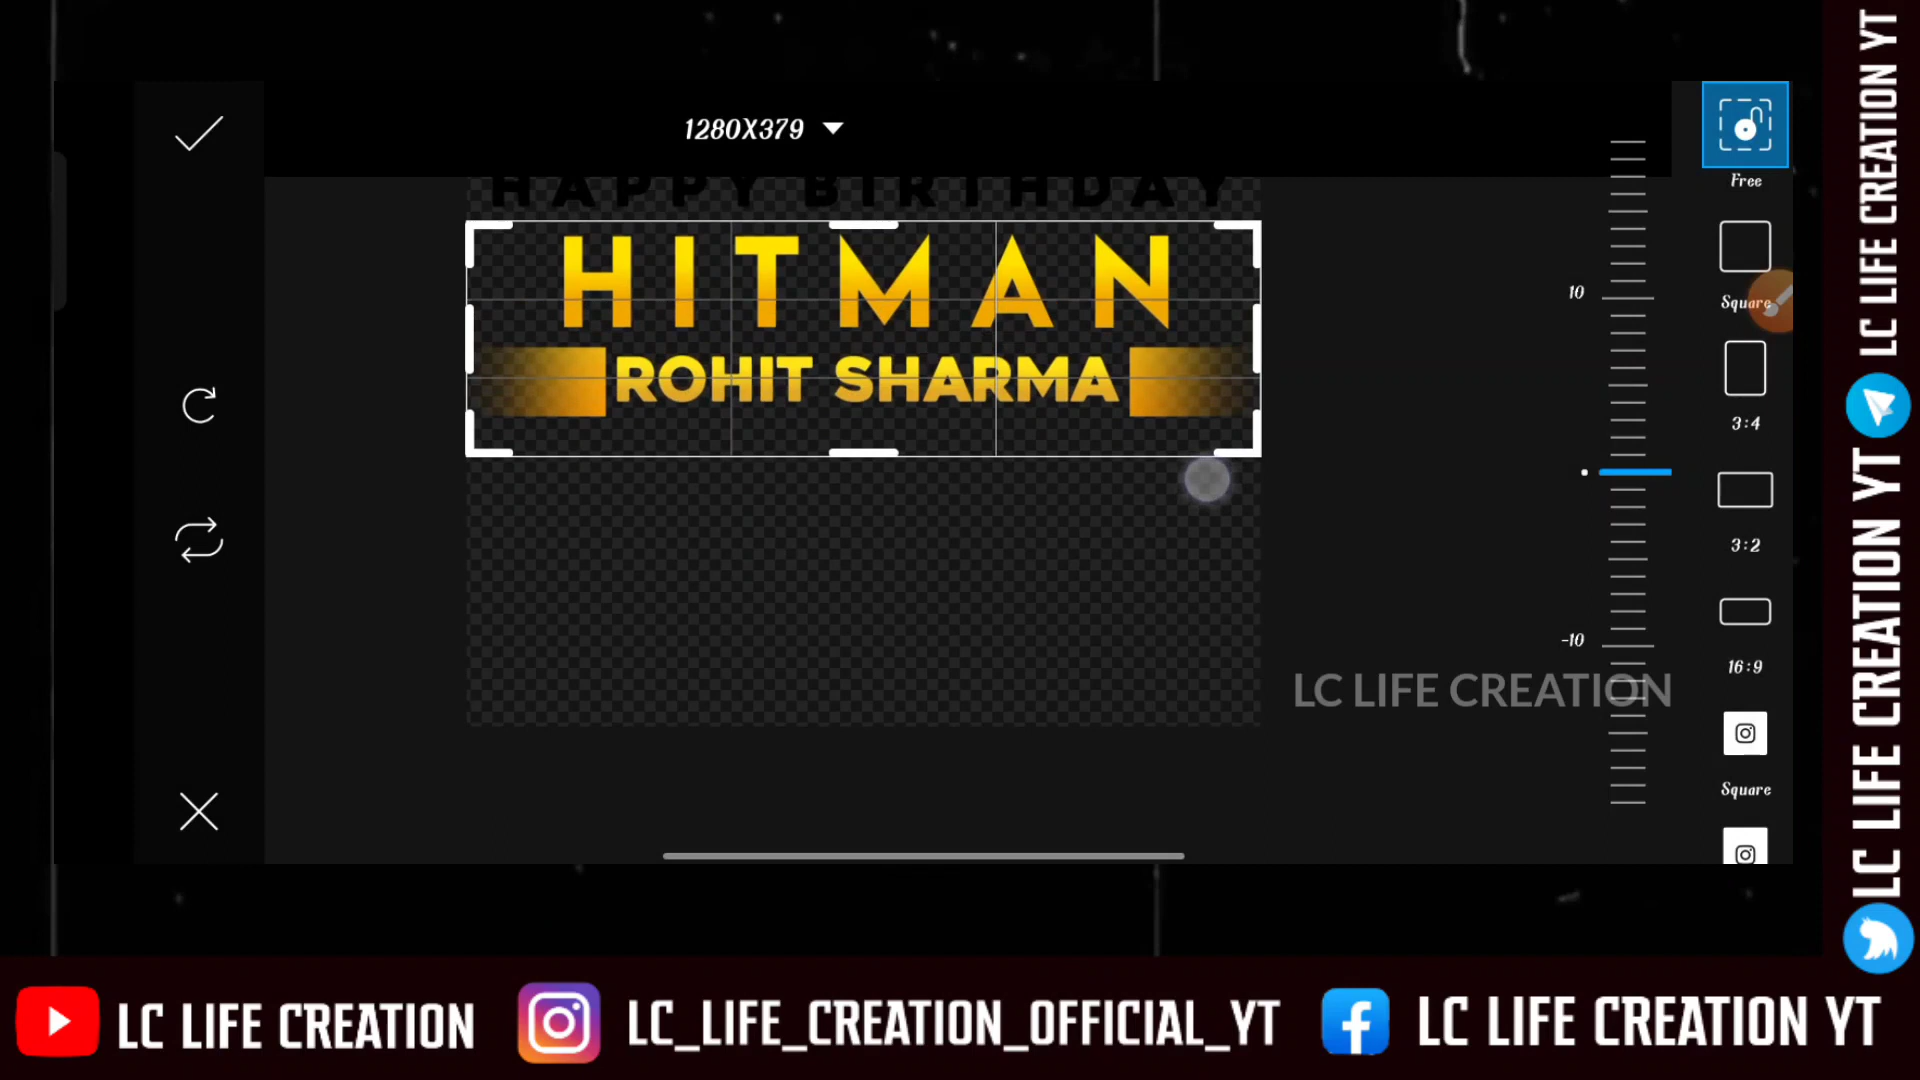 1280X379
HAPPY BIRTHDAY
HITMAN
ROHIT SHARMA
10
-10
Free
Square
3:4
3:2
16:9
Square
LC LIFE CREATION
LC LIFE CREATION YT
LC LIFE CREATION YT
LC LIFE CREATION
LC_LIFE_CREATION_OFFICIAL_YT
LC LIFE CREATION YT